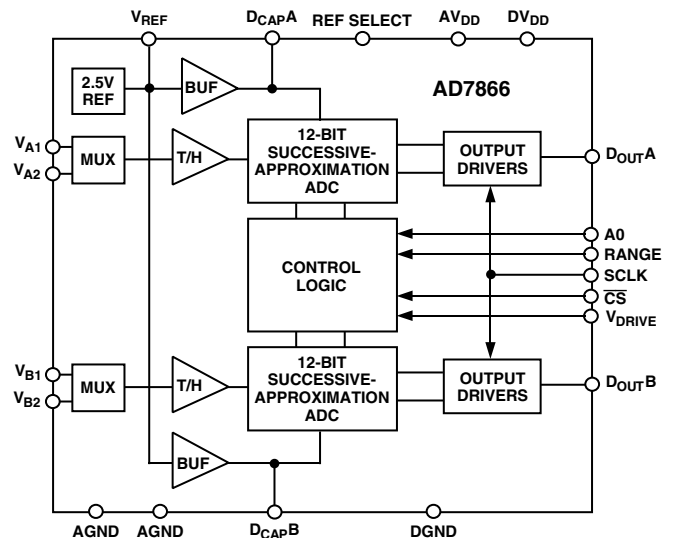 VREF
DCAPA
REF SELECT
AVDD
DVDD
2.5V
REF
BUF
AD7866
VA1
VA2
MUX
T/H
12-BIT
SUCCESSIVE-
APPROXIMATION
ADC
OUTPUT
DRIVERS
DOUTA
CONTROL
LOGIC
A0
RANGE
SCLK
CS
VDRIVE
VB1
VB2
MUX
T/H
12-BIT
SUCCESSIVE-
APPROXIMATION
ADC
OUTPUT
DRIVERS
DOUTB
BUF
AGND
AGND
DCAPB
DGND